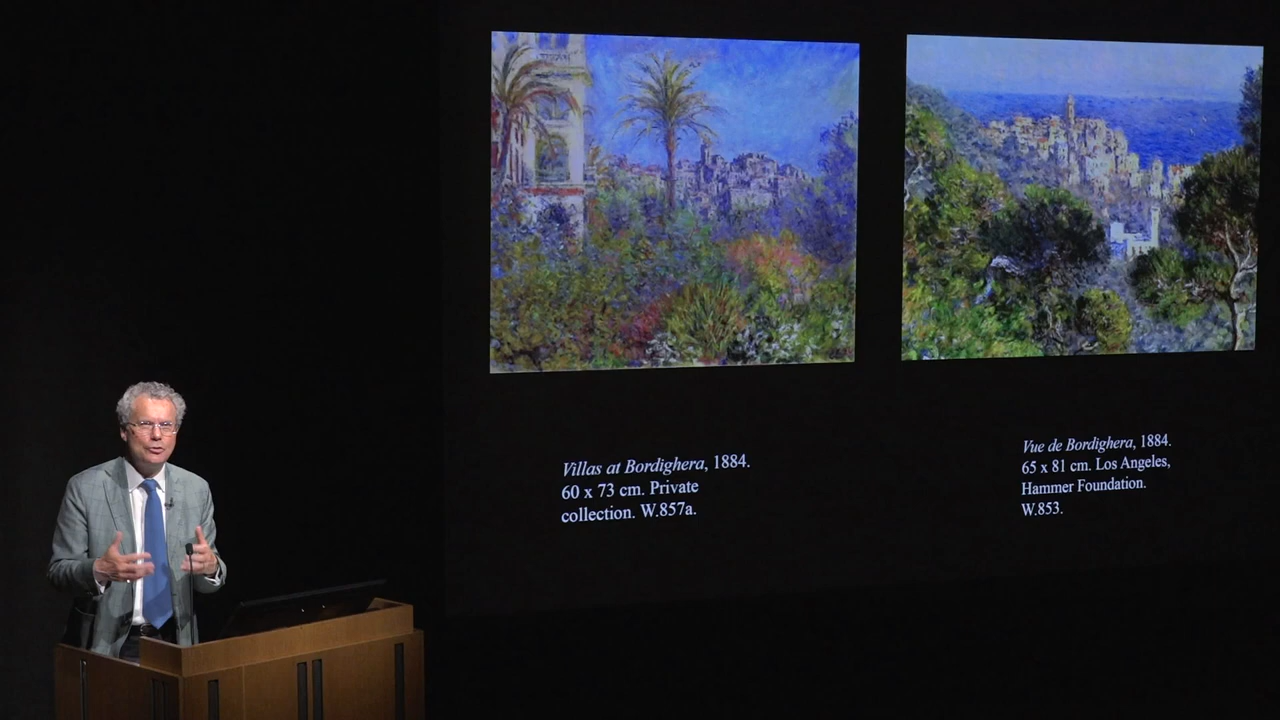 Villas at Bordighera, 1884.
60 x 73 cm. Private
collection. W.857a.
Vue de Bordighera, 1884.
65 x 81 cm. Los Angeles,
Hammer Foundation.
W.853.